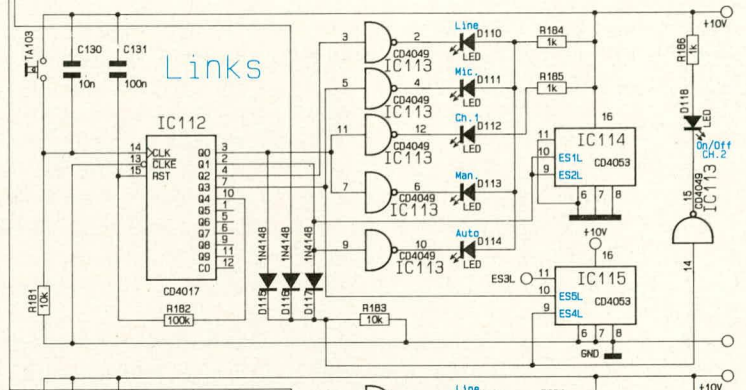 TA103
C130
10n
C131
100n
Links
IC112
14 CLK
13 CLKE
15 RST
Q0 3
Q1 2
Q2 4
Q3 7
Q4 10
Q5 1
Q6 5
Q7 6
Q8 9
Q9 11
CO 12
CD4017
R181
10k
R182
100k
1N4148
1N4148
1N4148
D115
D116
D117
R183
10k
3 2
CD4049
IC113
Line
D110
LED
5 4
CD4049
IC113
Mic.
D111
LED
11 12
CD4049
IC113
Ch.1
D112
LED
7 6
CD4049
IC113
Man.
D113
LED
9 10
CD4049
IC113
Auto
D114
LED
R184
1k
R185
1k
16
IC114
CD4053
11
10 ES1L
9 ES2L
6 7 8
+10V
16
IC115
CD4053
ES3L 11
10 ES5L
9 ES4L
6 7 8
GND
+10V
R186
1k
D118
LED
On/Off
CH.2
15
CD4049
IC113
14
Line
+10V